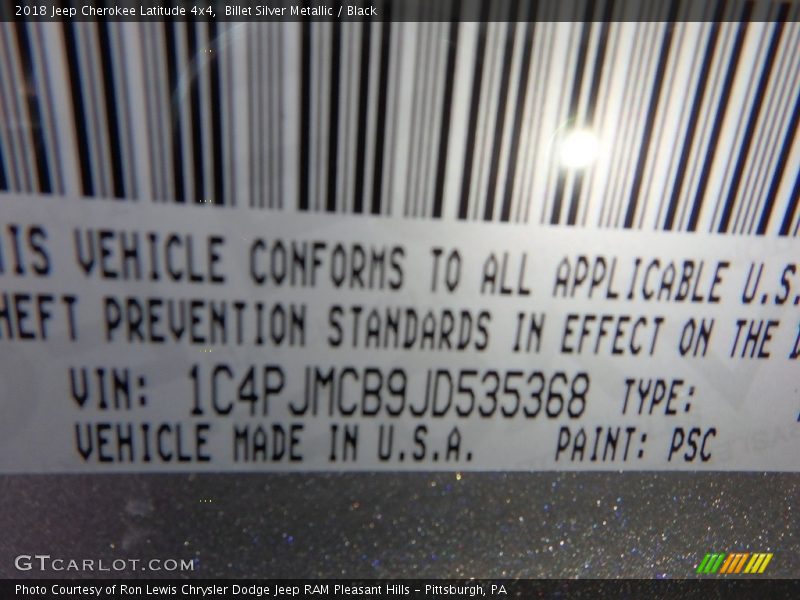 2018 Jeep Cherokee Latitude 4x4, Billet Silver Metallic / Black
IS VEHICLE CONFORMS TO ALL APPLICABLE U.S.
HEFT PREVENTION STANDARDS IN EFFECT ON THE
VIN: 1C4PJMCB9JD535368 TYPE:
VEHICLE MADE IN U.S.A. PAINT: PSC
GTCARLOT.COM
Photo Courtesy of Ron Lewis Chrysler Dodge Jeep RAM Pleasant Hills – Pittsburgh, PA